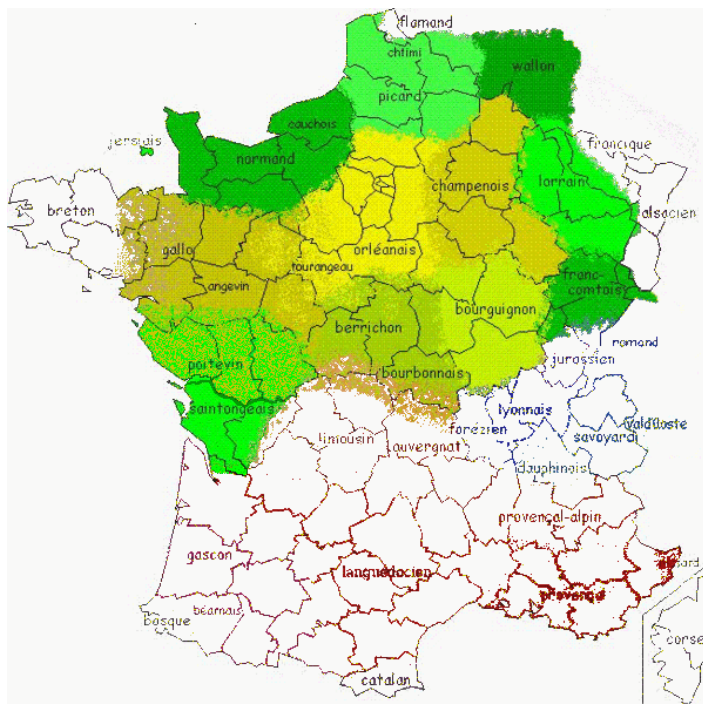 flamand
chtimi
wallon
picard
cauchois
jersiais
normand
francique
champenois
lorrain
breton
alsacien
gallo
orléanais
tourangeau
franc-
comtois
angevin
bourguignon
berrichon
romand
poitevin
bourbonnais
jurassien
saintongeais
lyonnais
forézien
valdôtaste
savoyard
limousin
auvergnat
dauphinois
provençal-alpin
gascon
languedocien
provençal
béarnais
basque
corse
catalan